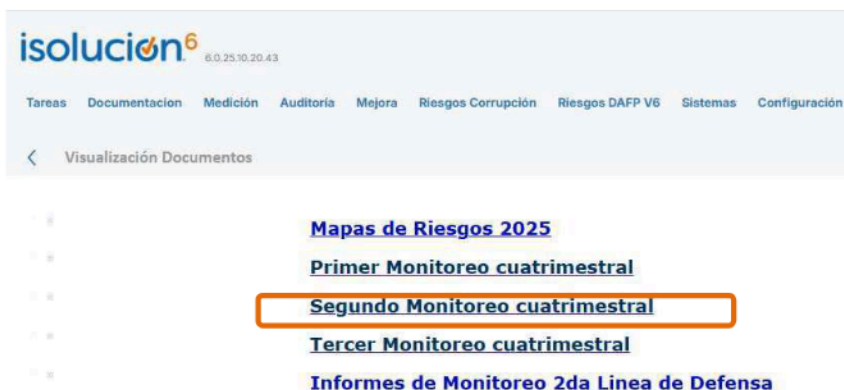 isolución 6 6.0.25.10.20.43
Tareas Documentacion Medición Auditoría Mejora Riesgos Corrupción Riesgos DAFP V6 Sistemas Configuración
< Visualización Documentos
Mapas de Riesgos 2025
Primer Monitoreo cuatrimestral
Segundo Monitoreo cuatrimestral
Tercer Monitoreo cuatrimestral
Informes de Monitoreo 2da Linea de Defensa